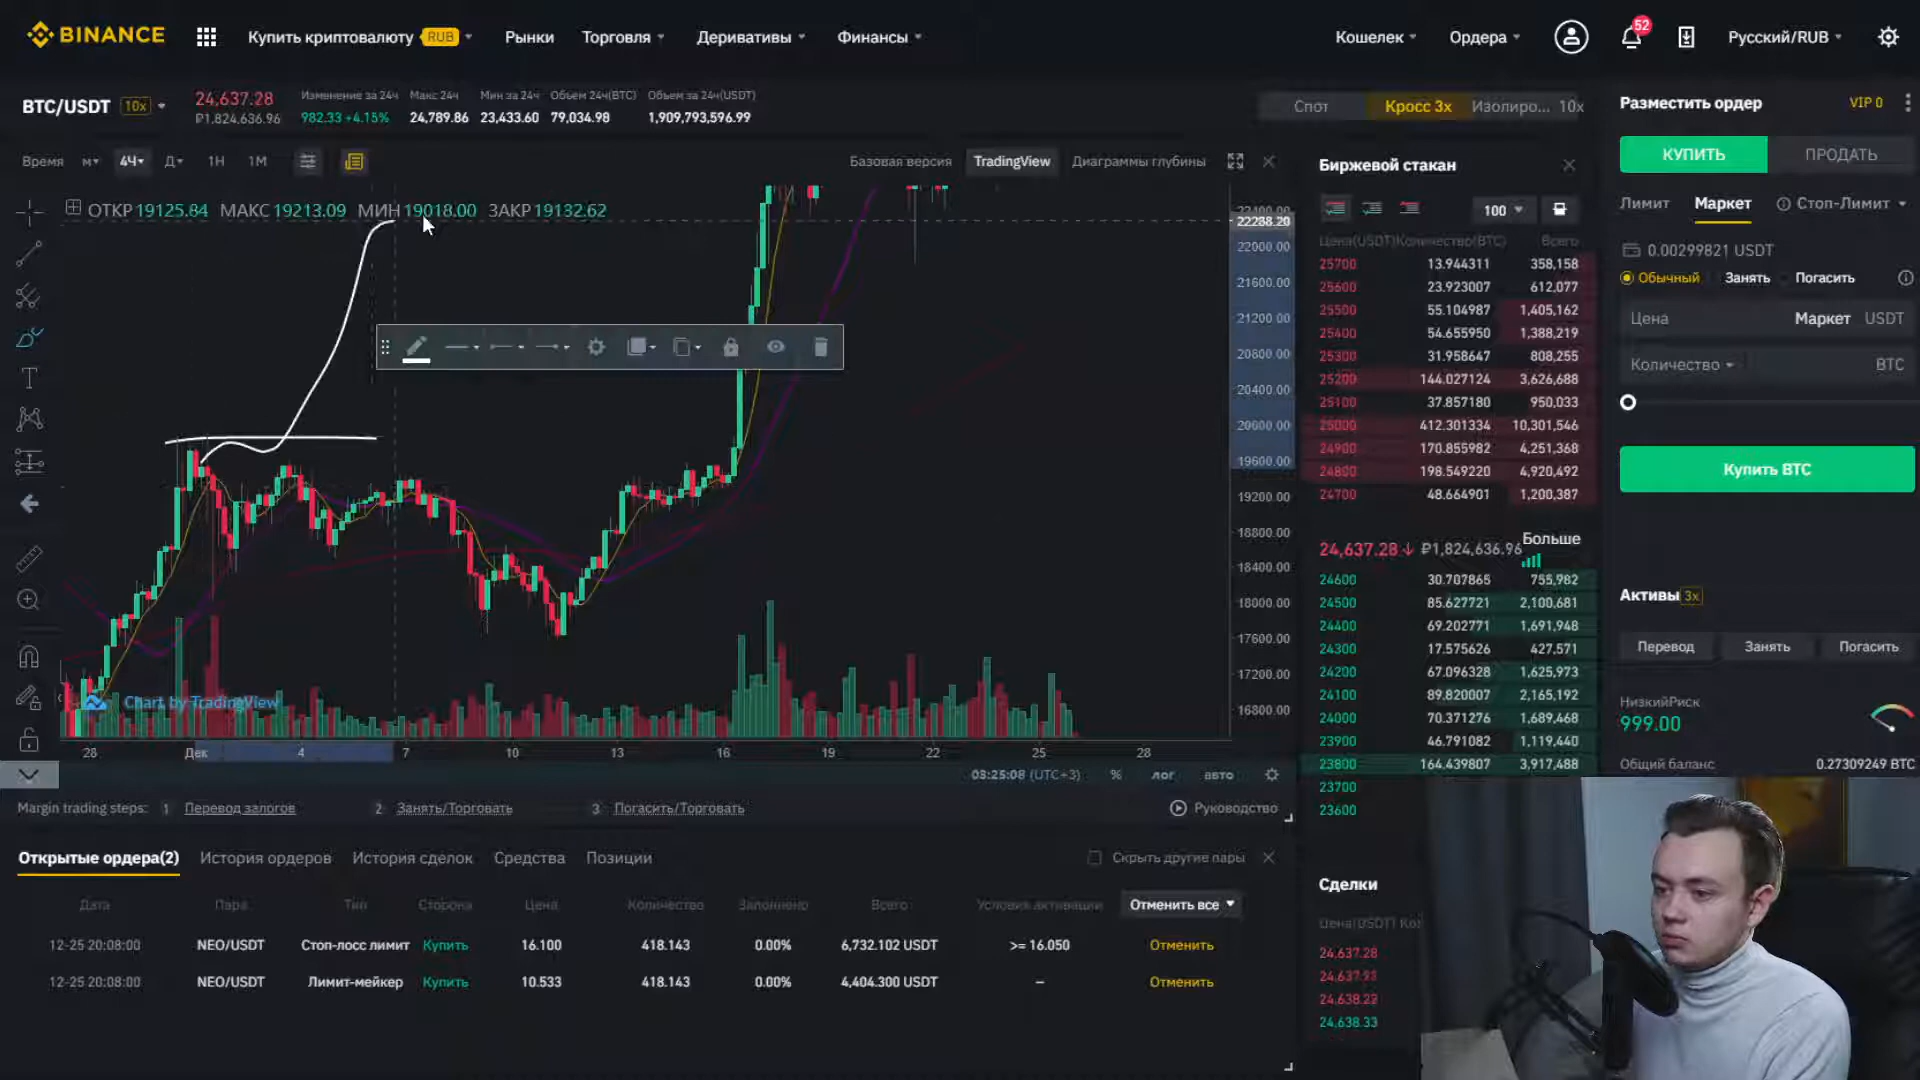 BINANCE
Купить криптовалюту RUB
Рынки
Торговля
Деривативы
Финансы
Кошелек
Ордера
52
Русский/RUB
BTC/USDT 10x
24,637.28
₽1,824,636.96
Изменение за 24ч
982.33 +4.15%
Макс 24ч
24,789.86
Мин за 24ч
23,433.60
Объем 24ч(BTC)
79,034.98
Объем за 24ч(USDT)
1,909,793,596.99
Спот
Кросс 3x
Изолиро... 10x
Время м 4Ч Д 1Н 1М
Базовая версия
TradingView
Диаграммы глубины
ОТКР 19125.84 МАКС 19213.09 МИН 19018.00 ЗАКР 19132.62
22400.00
22000.00
21600.00
21200.00
20800.00
20400.00
20000.00
19600.00
19200.00
18800.00
18400.00
18000.00
17600.00
17200.00
16800.00
Chart by TradingView
28 Дек 4 7 10 13 16 19 22 25 28
03:25:08 (UTC+3) % лог авто
Margin trading steps:
1 Перевод залогов
2 Занять/Торговать
3 Погасить/Торговать
Руководство
Открытые ордера(2)
История ордеров
История сделок
Средства
Позиции
Скрыть другие пары
Дата Пара Тип Сторона Цена Количество Заполнено Всего Условия активации Отменить все
12-25 20:08:00 NEO/USDT Стоп-лосс лимит Купить 16.100 418.143 0.00% 6,732.102 USDT >= 16.050 Отменить
12-25 20:08:00 NEO/USDT Лимит-мейкер Купить 10.533 418.143 0.00% 4,404.300 USDT – Отменить
Биржевой стакан
100
Цена(USDT) Количество(BTC) Всего
25700 13.944311 358,158
25600 23.923007 612,077
25500 55.104987 1,405,162
25400 54.655950 1,388,219
25300 31.958647 808,255
25200 144.027124 3,626,688
25100 37.857180 950,033
25000 412.301334 10,301,546
24900 170.855982 4,251,368
24800 198.549220 4,920,492
24700 48.664901 1,200,387
24,637.28↓ ₽1,824,636.96
Больше
24600 30.707865 755,982
24500 85.627721 2,100,681
24400 69.202771 1,691,948
24300 17.575626 427,571
24200 67.096328 1,625,973
24100 89.820007 2,165,192
24000 70.371276 1,689,468
23900 46.791082 1,119,440
23800 164.439807 3,917,488
23700
23600
Сделки
Цена(USDT)
24,637.28
24,638.33
Разместить ордер
VIP 0
КУПИТЬ
ПРОДАТЬ
Лимит
Маркет
Стоп-Лимит
0.00299821 USDT
Обычный
Занять
Погасить
Цена Маркет USDT
Количество BTC
Купить BTC
Активы 3x
Перевод
Занять
Погасить
НизкийРиск
999.00
Общий баланс
0.27309249 BTC